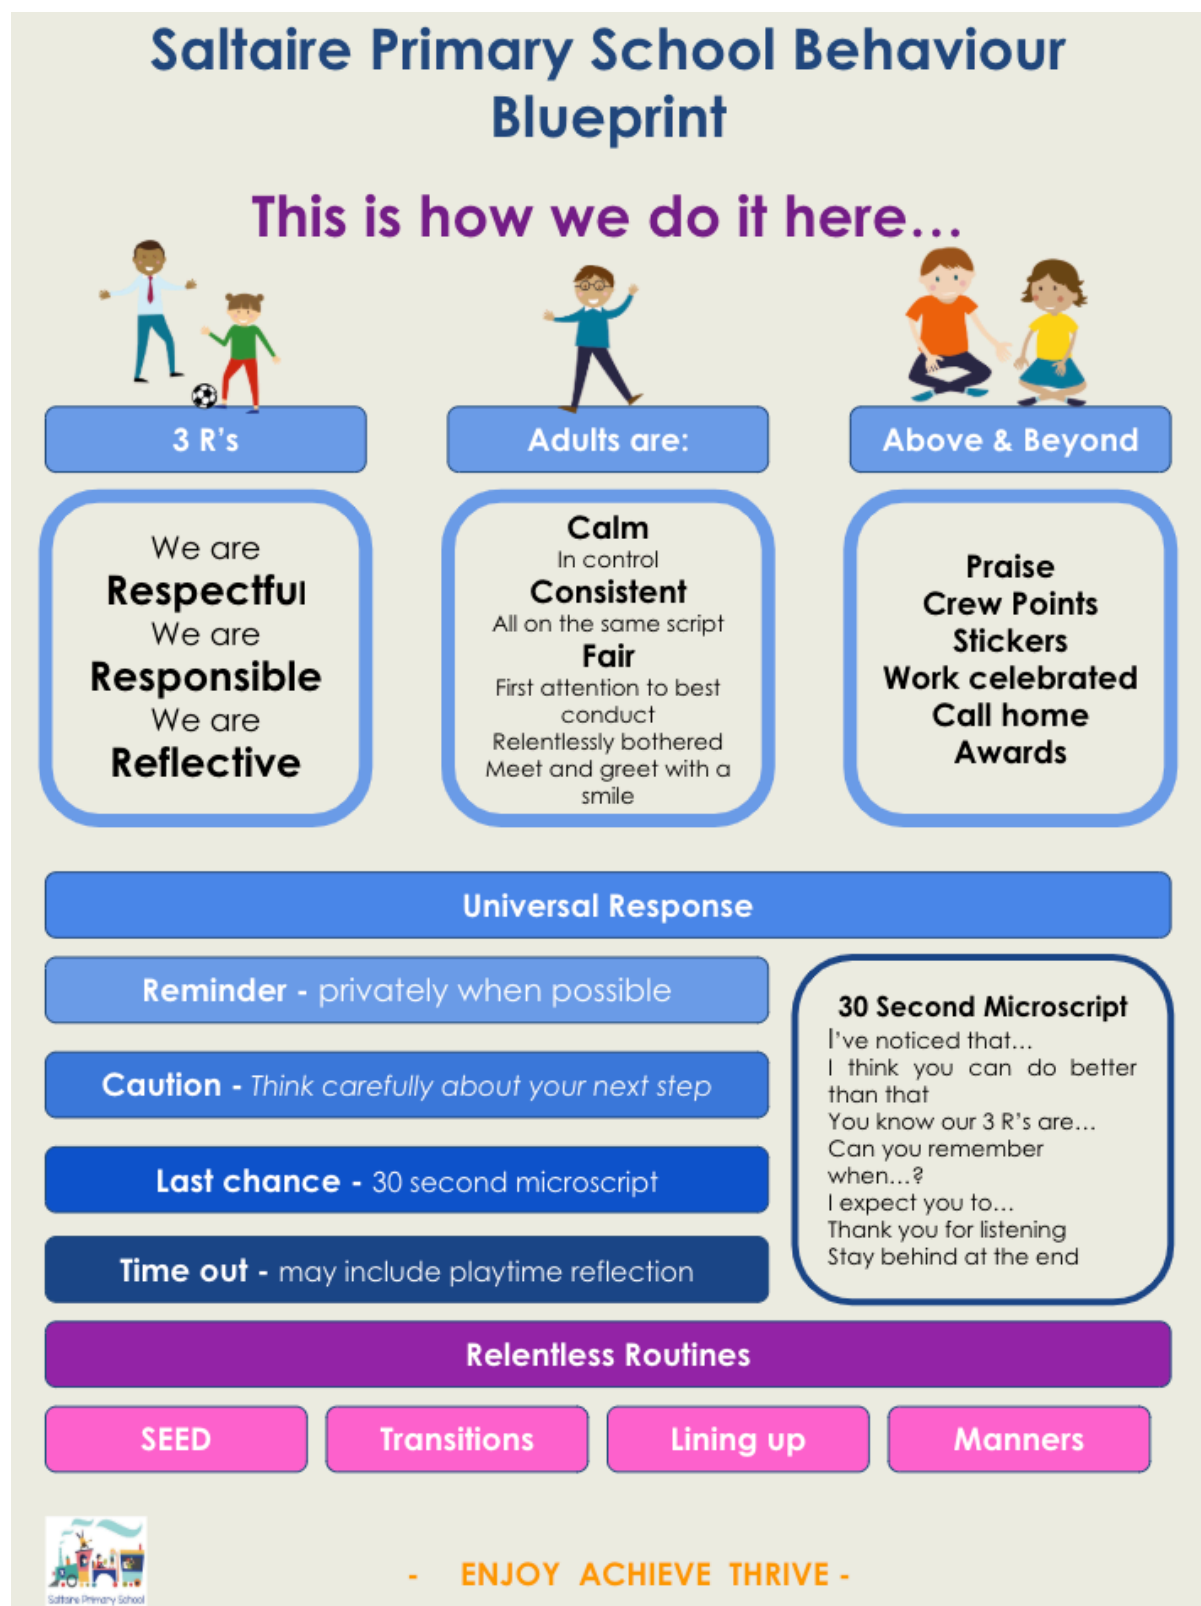 Saltaire Primary School Behaviour
Blueprint
This is how we do it here...
3 R's
We are
Respectful
We are
Responsible
We are
Reflective
Adults are:
Calm
In control
Consistent
All on the same script
Fair
First attention to best
conduct
Relentlessly bothered
Meet and greet with a
smile
Above & Beyond
Praise
Crew Points
Stickers
Work celebrated
Call home
Awards
Universal Response
Reminder - privately when possible
Caution - Think carefully about your next step
Last chance - 30 second microscript
Time out - may include playtime reflection
30 Second Microscript
I've noticed that...
I think you can do better
than that
You know our 3 R's are...
Can you remember
when...?
I expect you to...
Thank you for listening
Stay behind at the end
Relentless Routines
SEED
Transitions
Lining up
Manners
Saltaire Primary School
- ENJOY ACHIEVE THRIVE -